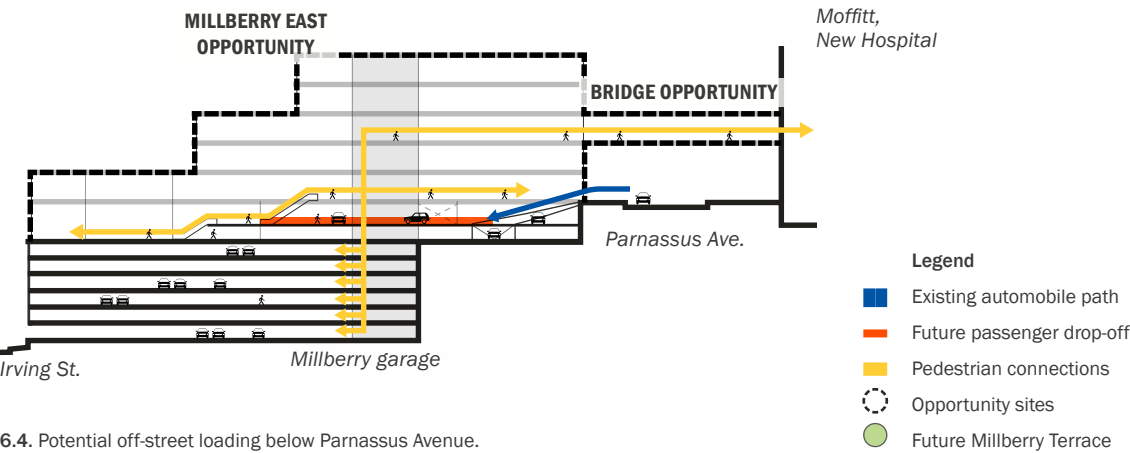 MILLBERRY EAST
OPPORTUNITY
Moffitt,
New Hospital
BRIDGE OPPORTUNITY
Parnassus Ave.
Irving St.
Millberry garage
Legend
Existing automobile path
Future passenger drop-off
Pedestrian connections
Opportunity sites
Future Millberry Terrace
6.4. Potential off-street loading below Parnassus Avenue.